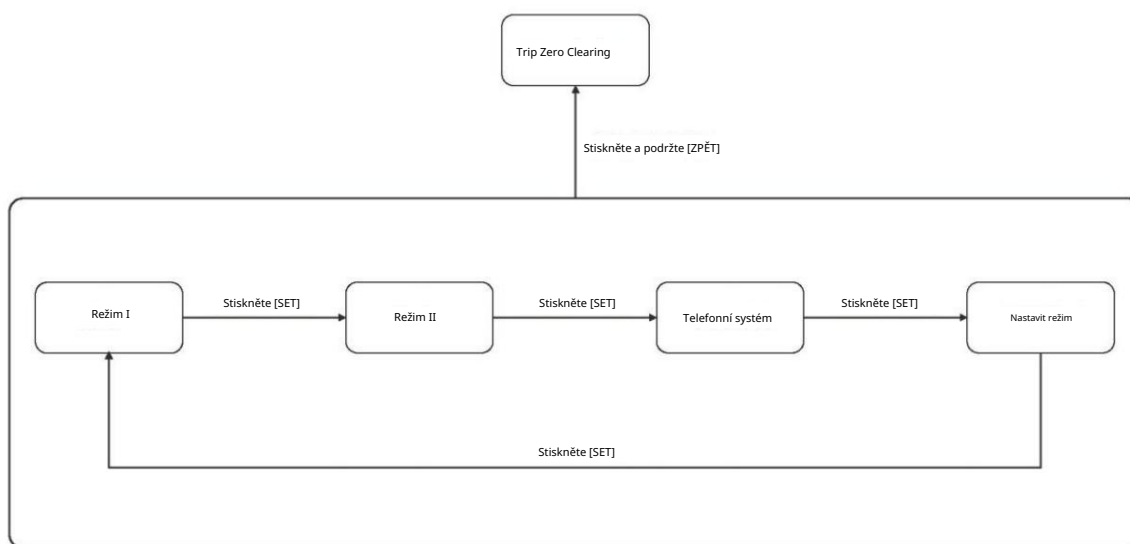 Trip Zero Clearing
Stiskněte a podržte [ZPĚT]
Režim I
Stiskněte [SET]
Režim II
Stiskněte [SET]
Telefonní systém
Stiskněte [SET]
Nastavit režim
Stiskněte [SET]